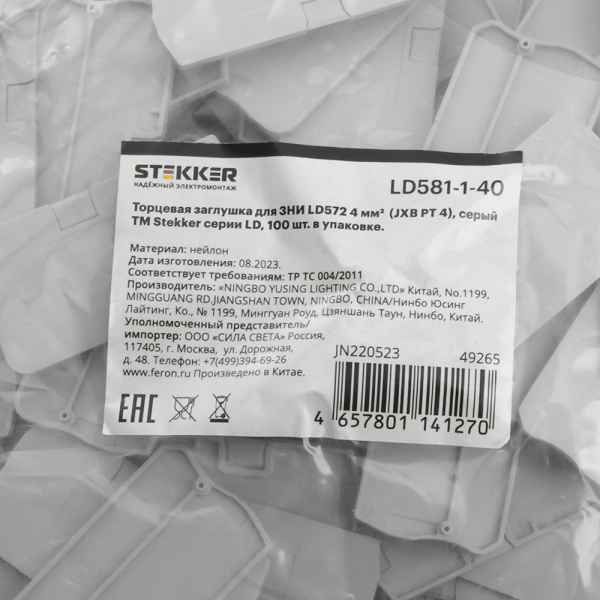 STEKKER
НАДЁЖНЫЙ ЭЛЕКТРОМОНТАЖ
LD581-1-40
Торцевая заглушка для ЗНИ LD572 4 мм² (JXB PT 4), серый
TM Stekker серии LD, 100 шт. в упаковке.
Материал: нейлон
Дата изготовления: 08.2023.
Соответствует требованиям: ТР ТС 004/2011
Производитель: «NINGBO YUSING LIGHTING CO.,LTD» Китай, No.1199,
MINGGUANG RD.JIANGSHAN TOWN, NINGBO, CHINA/Нинбо Юсинг
Лайтинг, Ко., № 1199, Мингguан Роуд, Цзяншань Таун, Нинбо, Китай.
Уполномоченный представитель/
импортер: ООО «СИЛА СВЕТА» Россия,
117405, г. Москва, ул. Дорожная,
д. 48. Телефон: +7(499)394-69-26
www.feron.ru Произведено в Китае.
JN220523 49265
EAC
4 657801 141270